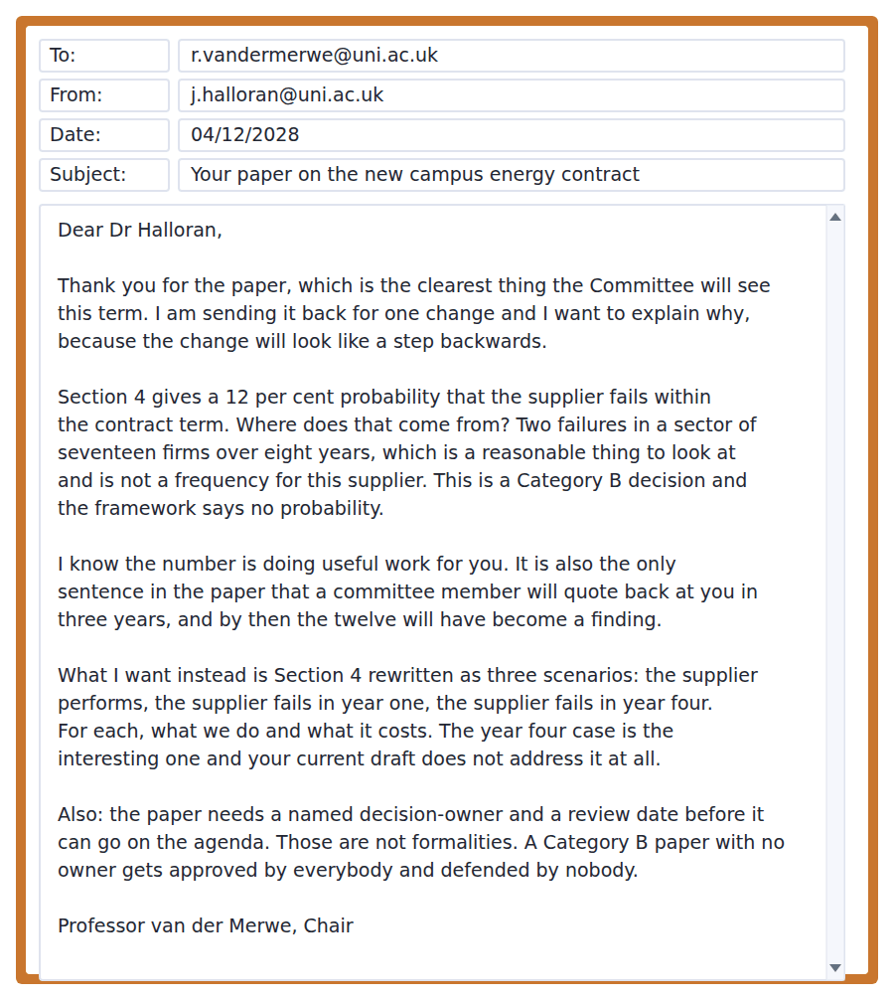 To: r.vandermerwe@uni.ac.uk
From: j.halloran@uni.ac.uk
Date: 04/12/2028
Subject: Your paper on the new campus energy contract
Dear Dr Halloran,
Thank you for the paper, which is the clearest thing the Committee will see
this term. I am sending it back for one change and I want to explain why,
because the change will look like a step backwards.
Section 4 gives a 12 per cent probability that the supplier fails within
the contract term. Where does that come from? Two failures in a sector of
seventeen firms over eight years, which is a reasonable thing to look at
and is not a frequency for this supplier. This is a Category B decision and
the framework says no probability.
I know the number is doing useful work for you. It is also the only
sentence in the paper that a committee member will quote back at you in
three years, and by then the twelve will have become a finding.
What I want instead is Section 4 rewritten as three scenarios: the supplier
performs, the supplier fails in year one, the supplier fails in year four.
For each, what we do and what it costs. The year four case is the
interesting one and your current draft does not address it at all.
Also: the paper needs a named decision-owner and a review date before it
can go on the agenda. Those are not formalities. A Category B paper with no
owner gets approved by everybody and defended by nobody.
Professor van der Merwe, Chair